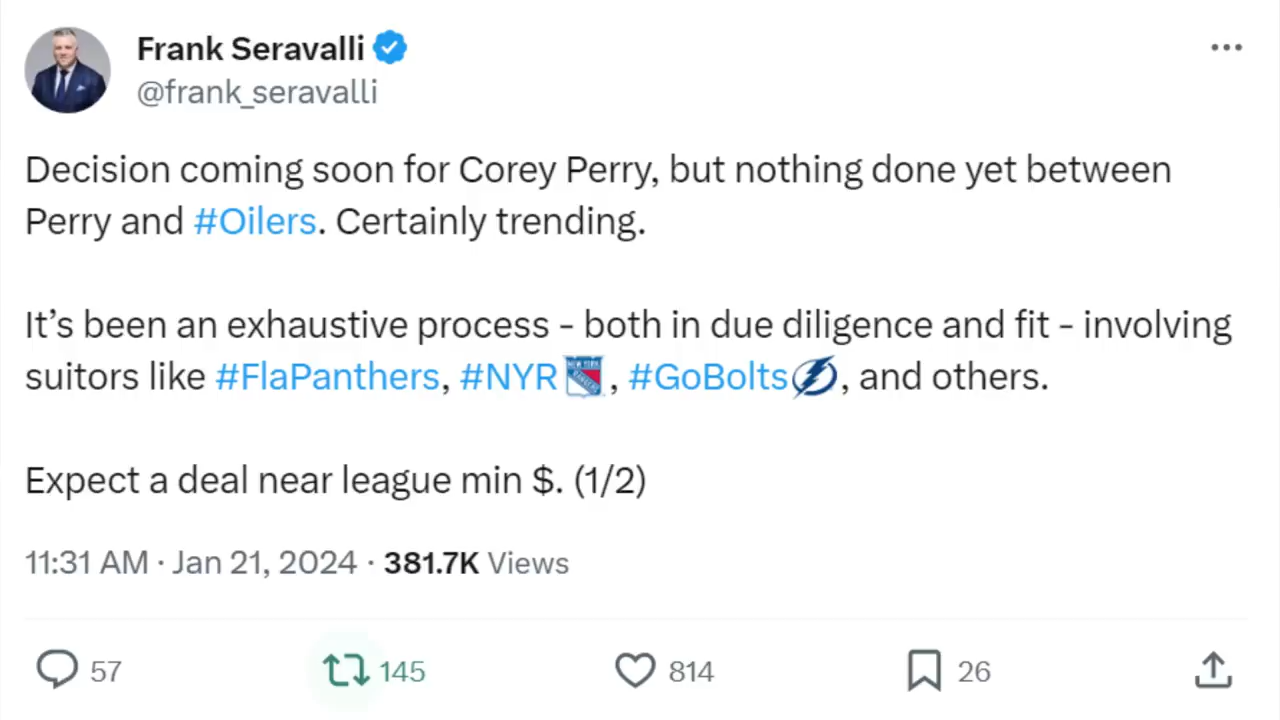 Frank Seravalli
@frank_seravalli
Decision coming soon for Corey Perry, but nothing done yet between
Perry and #Oilers. Certainly trending.
It’s been an exhaustive process - both in due diligence and fit - involving
suitors like #FlaPanthers, #NYR, #GoBolts, and others.
Expect a deal near league min $. (1/2)
11:31 AM · Jan 21, 2024 · 381.7K Views
57 145 814 26